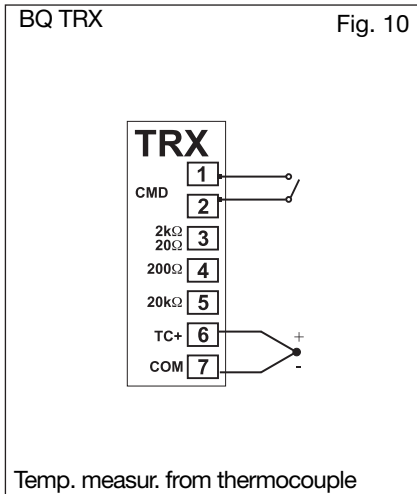 BQ TRX Fig. 10
TRX
1
CMD
2
2kΩ
20Ω 3
200Ω 4
20kΩ 5
TC+ 6 +
COM 7 -
Temp. measur. from thermocouple